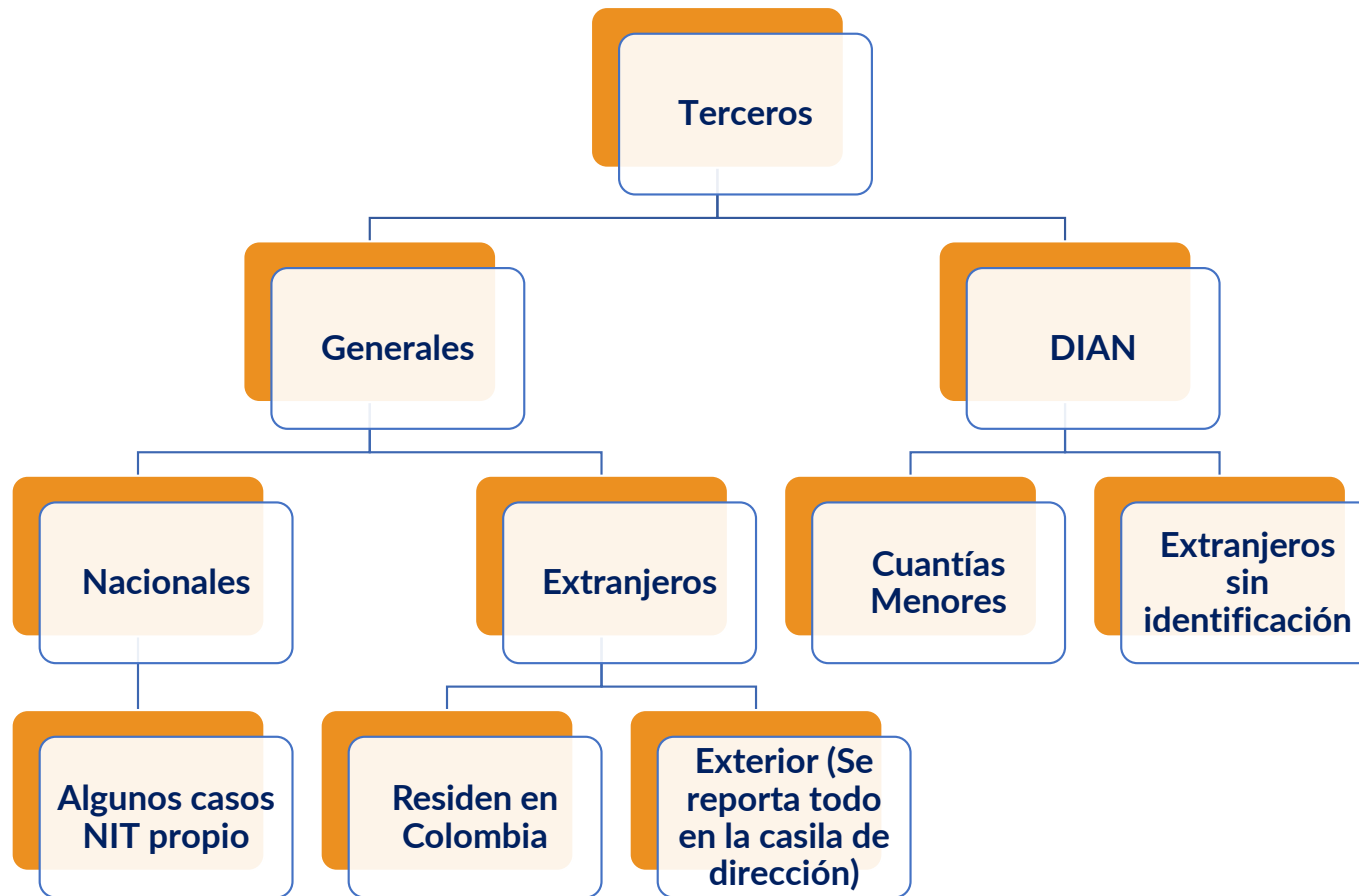 Terceros
Generales
DIAN
Nacionales
Extranjeros
Cuantías
Menores
Extranjeros
sin
identificación
Algunos casos
NIT propio
Residen en
Colombia
Exterior (Se
reporta todo
en la casila de
dirección)